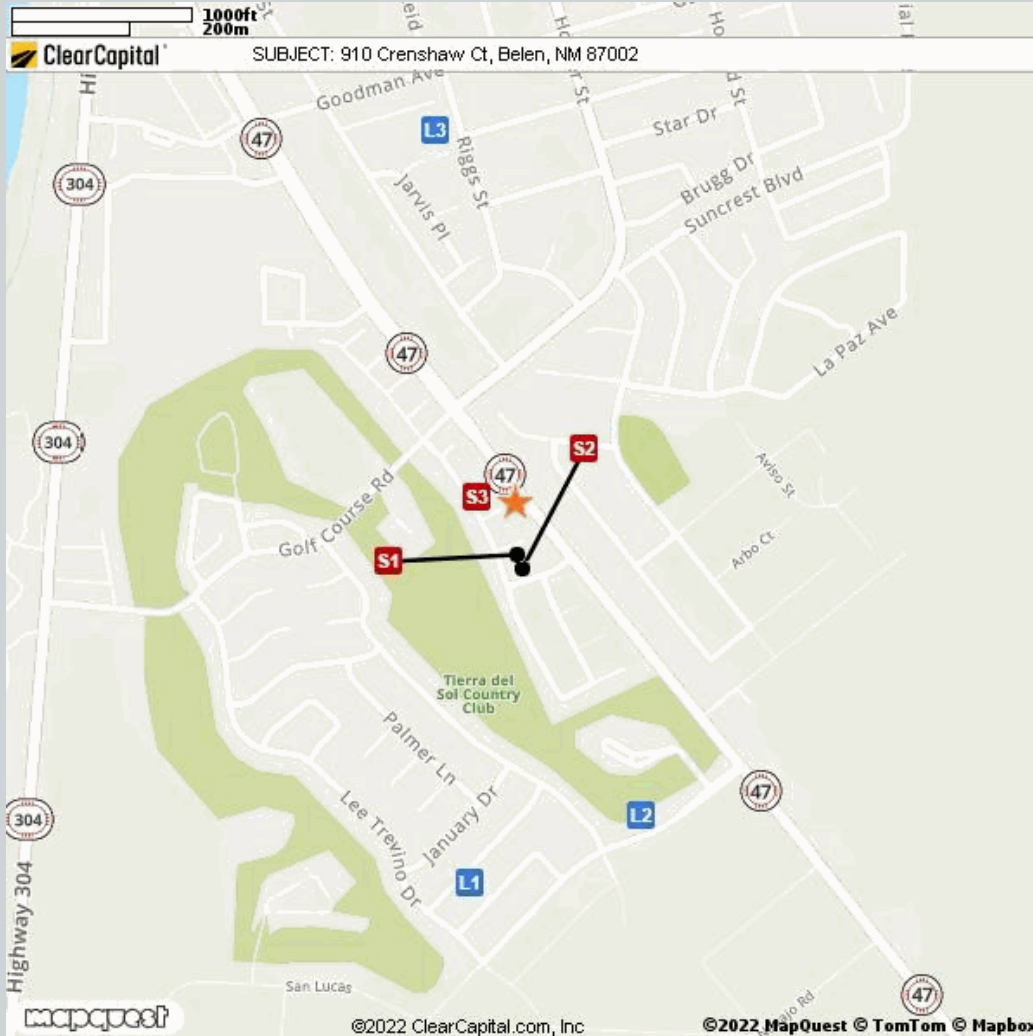 1000ft
200m
ClearCapital
SUBJECT: 910 Crenshaw Ct, Belen, NM 87002
Goodman Ave
L3
47
Star Dr
Riggs St
304
Jarvis Pl
Brugg Dr
Suncrest Blvd
47
La Paz Ave
304
S2
47
S3
Aviso St
Golf Course Rd
S1
Arbo Ct
Tierra del
Sol Country
Club
Palmer Ln
47
Lee Trevino Dr
January Dr
L2
304
L1
Highway 304
San Lucas
47
mapquest
©2022 ClearCapital.com, Inc
©2022 MapQuest © TomTom © Mapbox